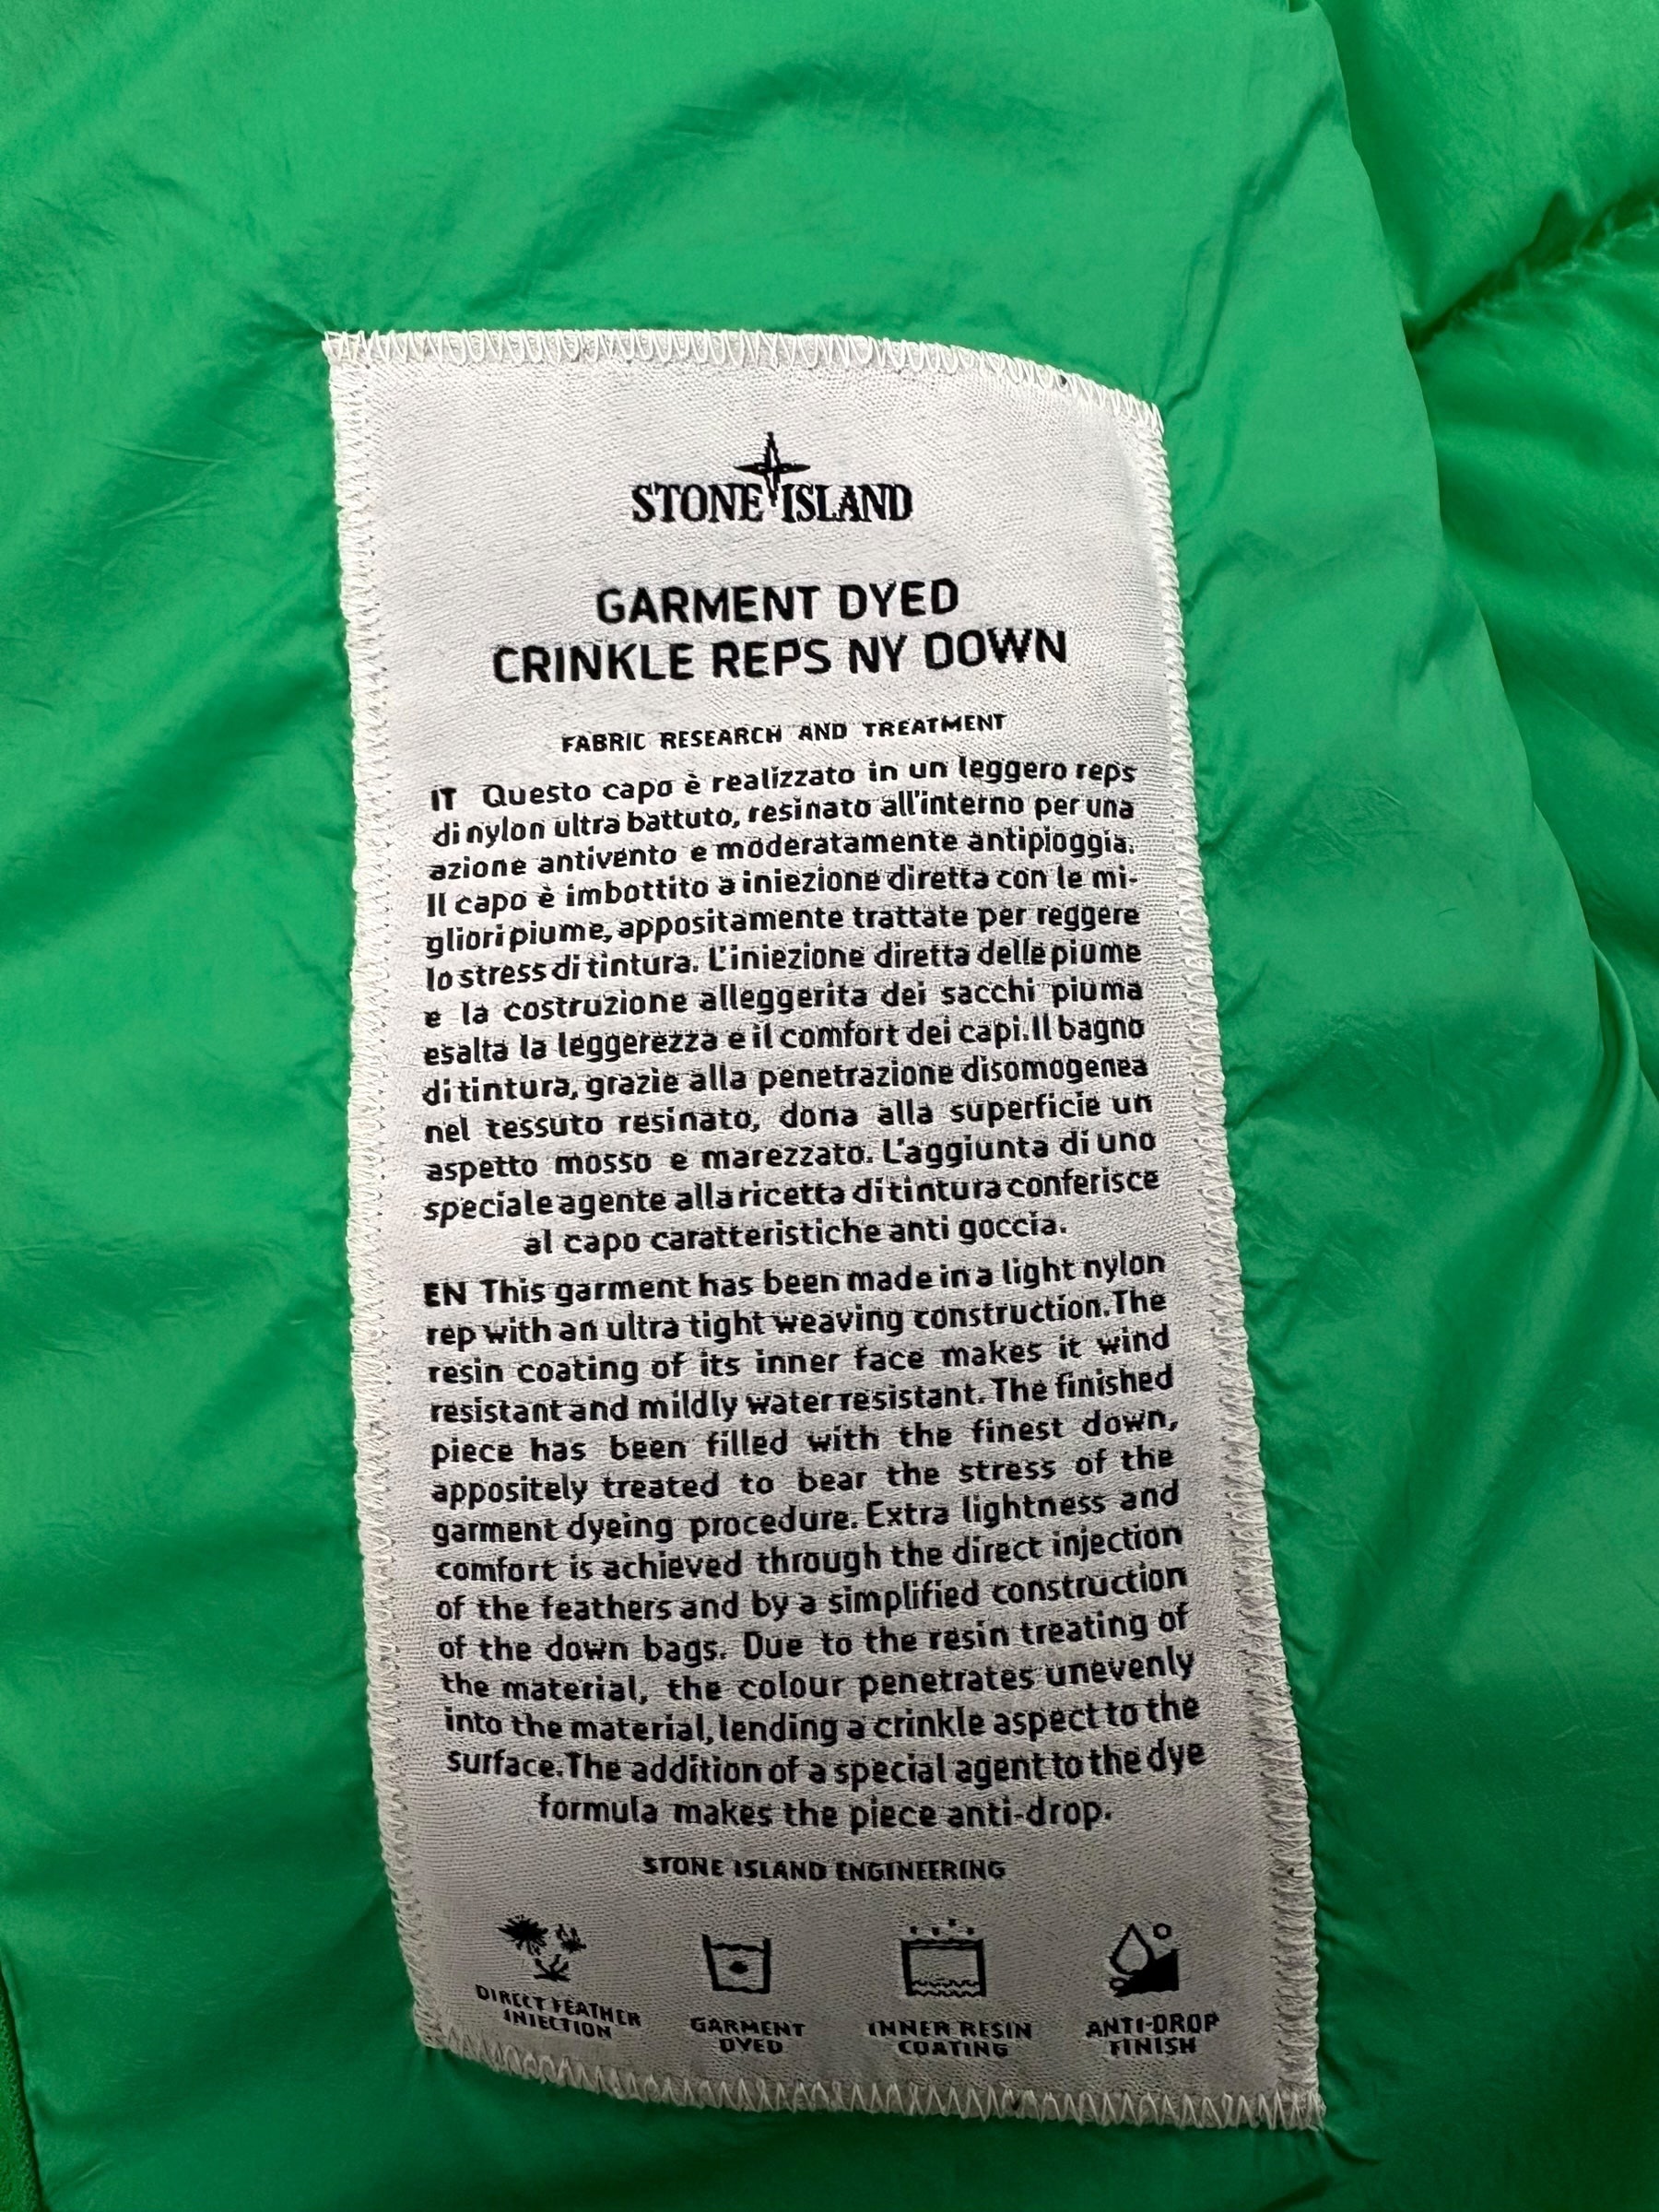 STONE ISLAND
GARMENT DYED
CRINKLE REPS NY DOWN
FABRIC RESEARCH AND TREATMENT
IT Questo capo è realizzato in un leggero reps
di nylon ultra battuto, resinato all'interno per una
azione antivento e moderatamente antipioggia.
Il capo è imbottito a iniezione diretta con le mi-
gliori piume, appositamente trattate per reggere
lo stress di tintura. L'iniezione diretta delle piume
e la costruzione alleggerita dei sacchi piuma
esalta la leggerezza e il comfort dei capi. Il bagno
di tintura, grazie alla penetrazione disomogenea
nel tessuto resinato, dona alla superficie un
aspetto mosso e marezzato. L'aggiunta di uno
speciale agente alla ricetta di tintura conferisce
al capo caratteristiche anti goccia.
EN This garment has been made in a light nylon
rep with an ultra tight weaving construction. The
resin coating of its inner face makes it wind
resistant and mildly water resistant. The finished
piece has been filled with the finest down,
appositely treated to bear the stress of the
garment dyeing procedure. Extra lightness and
comfort is achieved through the direct injection
of the feathers and by a simplified construction
of the down bags. Due to the resin treating of
the material, the colour penetrates unevenly
into the material, lending a crinkle aspect to the
surface. The addition of a special agent to the dye
formula makes the piece anti-drop.
STONE ISLAND ENGINEERING
DIRECT FEATHER
INJECTION
GARMENT
DYED
INNER RESIN
COATING
ANTI-DROP
FINISH